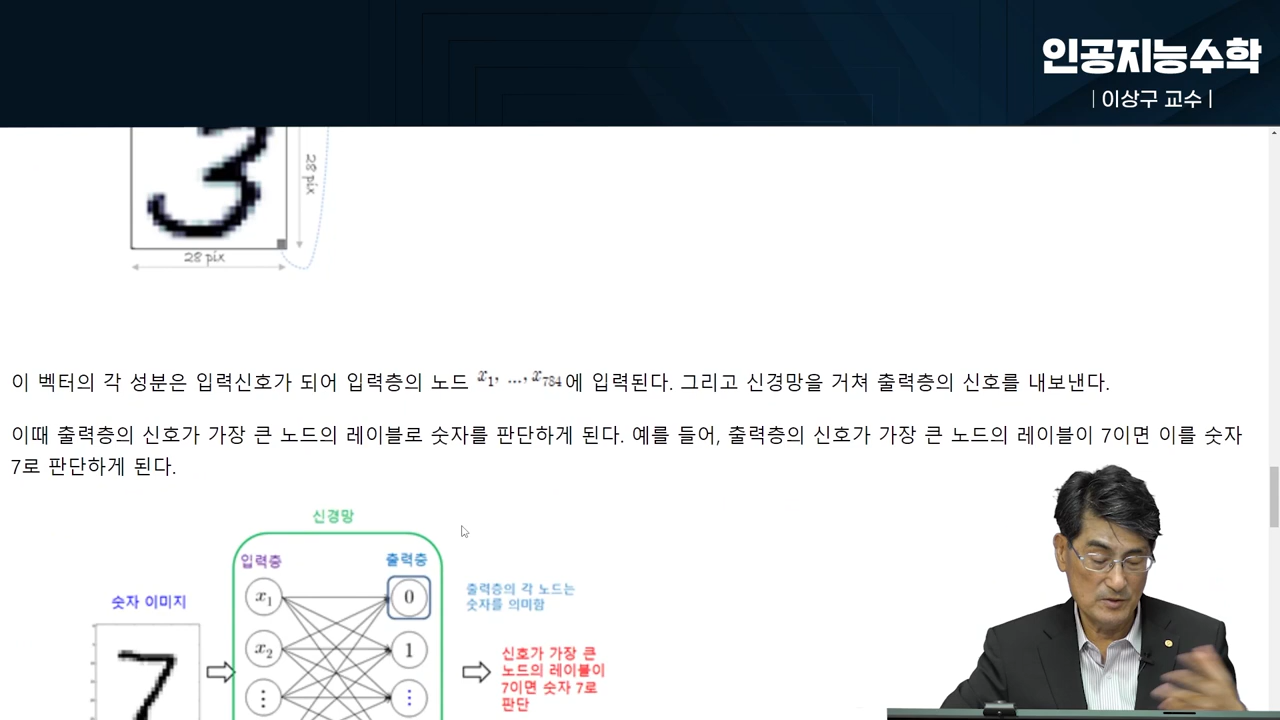 인공지능수학
| 이상구 교수 |
3
28 pix
28 pix
이 벡터의 각 성분은 입력신호가 되어 입력층의 노드 x1, ..., x784에 입력된다. 그리고 신경망을 거쳐 출력층의 신호를 내보낸다.
이때 출력층의 신호가 가장 큰 노드의 레이블로 숫자를 판단하게 된다. 예를 들어, 출력층의 신호가 가장 큰 노드의 레이블이 7이면 이를 숫자
7로 판단하게 된다.
신경망
입력층
출력층
숫자 이미지
x1
0
출력층의 각 노드는
숫자를 의미함
7
x2
1
신호가 가장 큰
노드의 레이블이
7이면 숫자 7로
판단
⋮
⋮